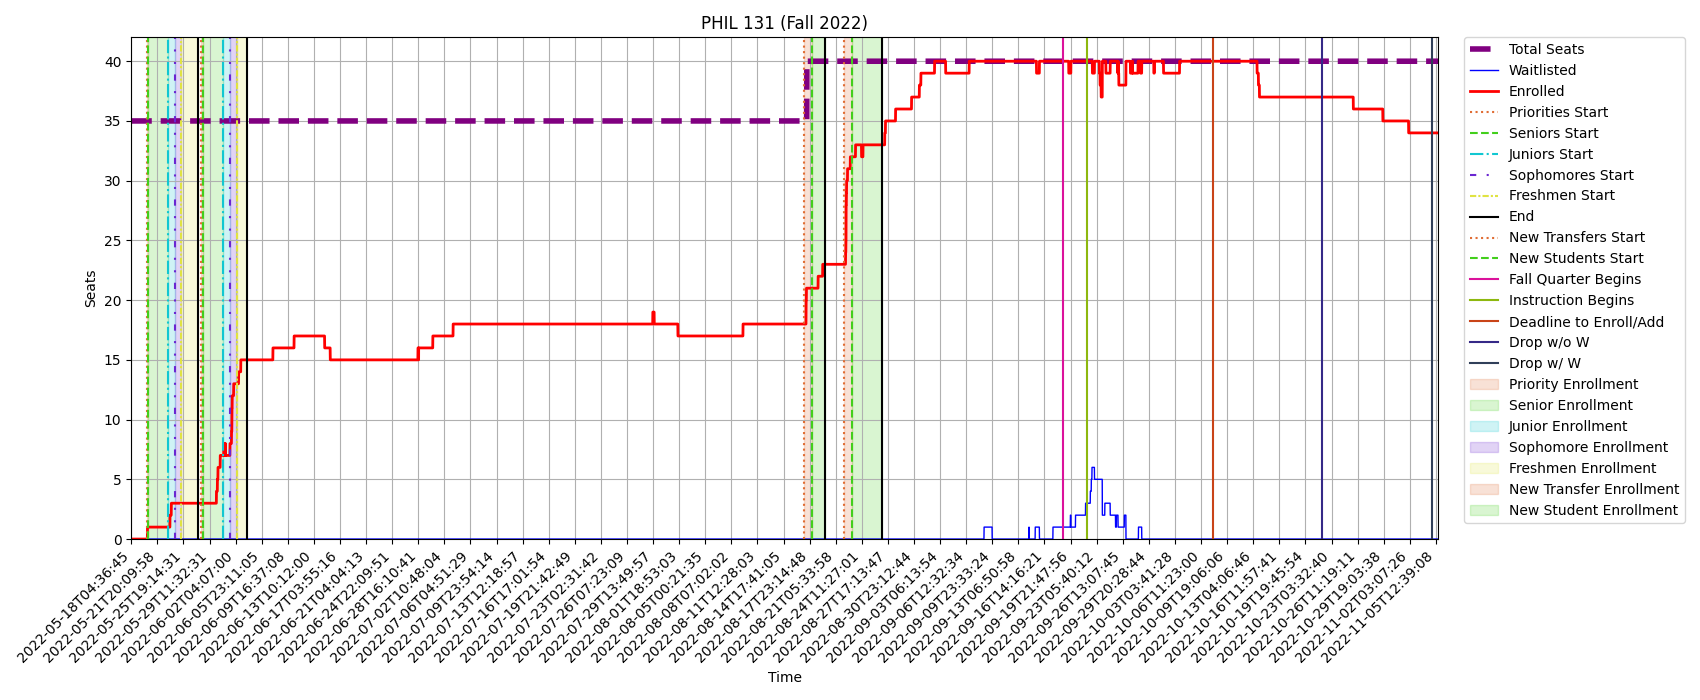 PHIL 131 (Fall 2022)
40
35
30
25
20
15
10
5
0
Seats
2022-05-18T04:36:45
2022-05-21T20:09:58
2022-05-25T19:14:31
2022-05-29T11:32:31
2022-06-02T04:07:00
2022-06-05T23:11:05
2022-06-09T16:37:08
2022-06-13T10:12:00
2022-06-17T03:55:16
2022-06-21T04:04:13
2022-06-24T22:09:51
2022-06-28T16:10:41
2022-07-02T10:48:04
2022-07-06T04:51:29
2022-07-09T23:54:14
2022-07-13T12:18:57
2022-07-16T17:01:54
2022-07-19T21:42:49
2022-07-23T02:31:42
2022-07-26T07:23:09
2022-07-29T13:49:57
2022-08-01T18:53:03
2022-08-05T00:21:35
2022-08-08T07:02:02
2022-08-11T12:28:03
2022-08-14T17:41:05
2022-08-17T23:14:48
2022-08-21T05:33:58
2022-08-24T11:27:01
2022-08-27T17:13:47
2022-08-30T23:12:44
2022-09-03T06:13:54
2022-09-06T12:32:34
2022-09-09T23:33:24
2022-09-13T06:50:58
2022-09-16T14:16:21
2022-09-19T21:47:56
2022-09-23T05:40:12
2022-09-26T13:07:45
2022-09-29T20:28:44
2022-10-03T03:41:28
2022-10-06T11:23:00
2022-10-09T19:06:06
2022-10-13T04:06:46
2022-10-16T11:57:41
2022-10-19T19:45:54
2022-10-23T03:32:40
2022-10-26T11:19:11
2022-10-29T19:03:38
2022-11-02T03:07:26
2022-11-05T12:39:08
Time
Total Seats
Waitlisted
Enrolled
Priorities Start
Seniors Start
Juniors Start
Sophomores Start
Freshmen Start
End
New Transfers Start
New Students Start
Fall Quarter Begins
Instruction Begins
Deadline to Enroll/Add
Drop w/o W
Drop w/ W
Priority Enrollment
Senior Enrollment
Junior Enrollment
Sophomore Enrollment
Freshmen Enrollment
New Transfer Enrollment
New Student Enrollment